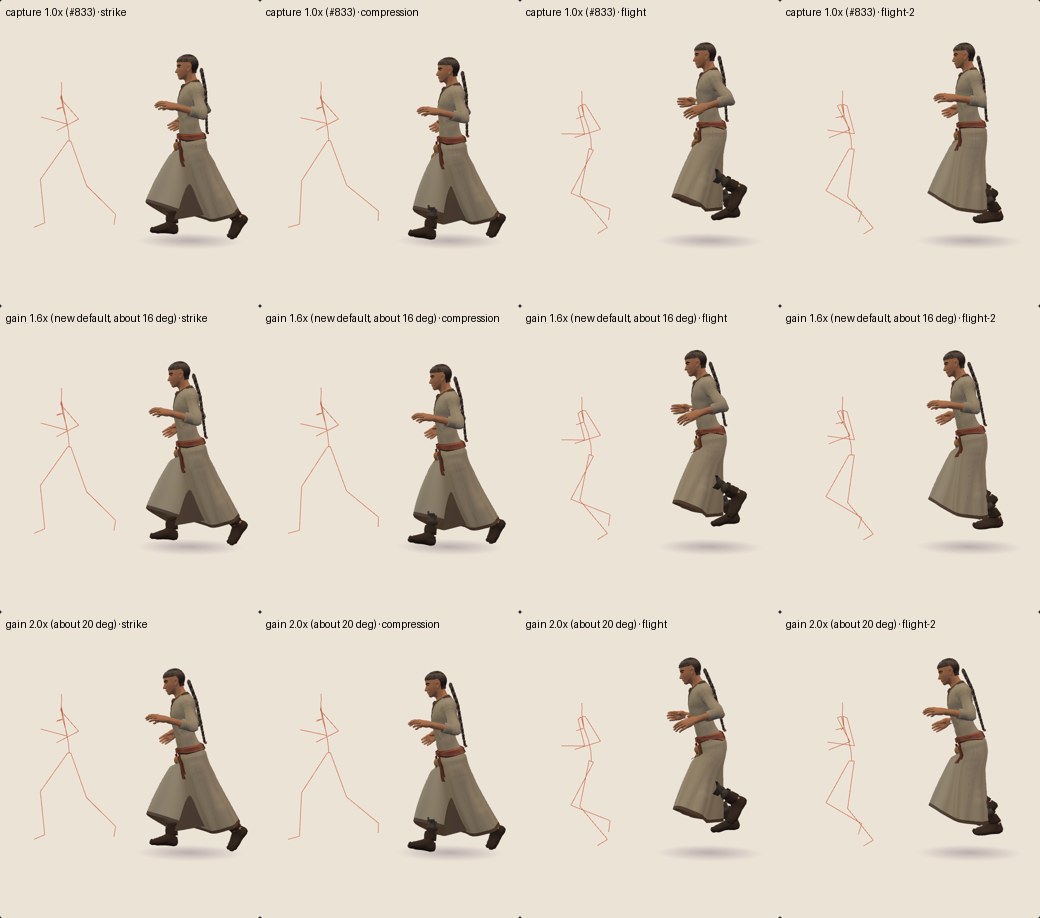 capture 1.0x (#833) · strike
capture 1.0x (#833) · compression
capture 1.0x (#833) · flight
capture 1.0x (#833) · flight-2
gain 1.6x (new default, about 16 deg) · strike
gain 1.6x (new default, about 16 deg) · compression
gain 1.6x (new default, about 16 deg) · flight
gain 1.6x (new default, about 16 deg) · flight-2
gain 2.0x (about 20 deg) · strike
gain 2.0x (about 20 deg) · compression
gain 2.0x (about 20 deg) · flight
gain 2.0x (about 20 deg) · flight-2